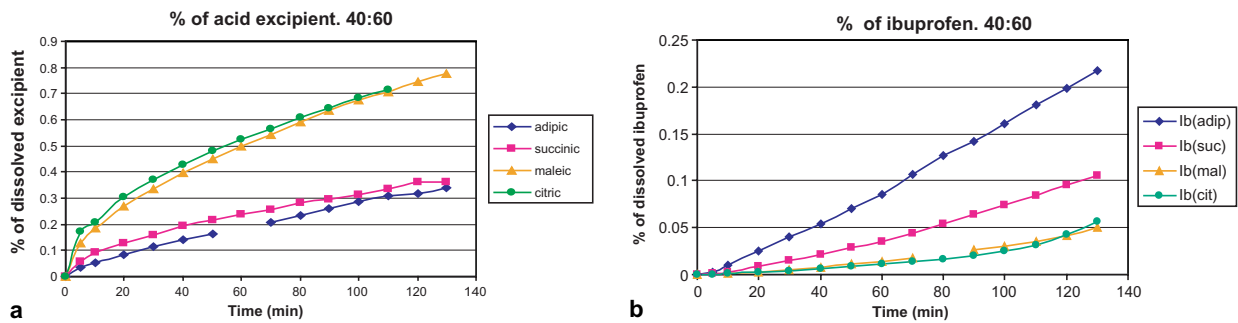 % of acid excipient. 40:60
% of dissolved excipient
0.9
0.8
0.7
0.6
0.5
0.4
0.3
0.2
0.1
0
0 20 40 60 80 100 120 140
Time (min)
adipic
succinic
maleic
citric
a
% of ibuprofen. 40:60
% of dissolved ibuprofen
0.25
0.2
0.15
0.1
0.05
0
0 20 40 60 80 100 120 140
Time (min)
Ib(adip)
Ib(suc)
Ib(mal)
Ib(cit)
b